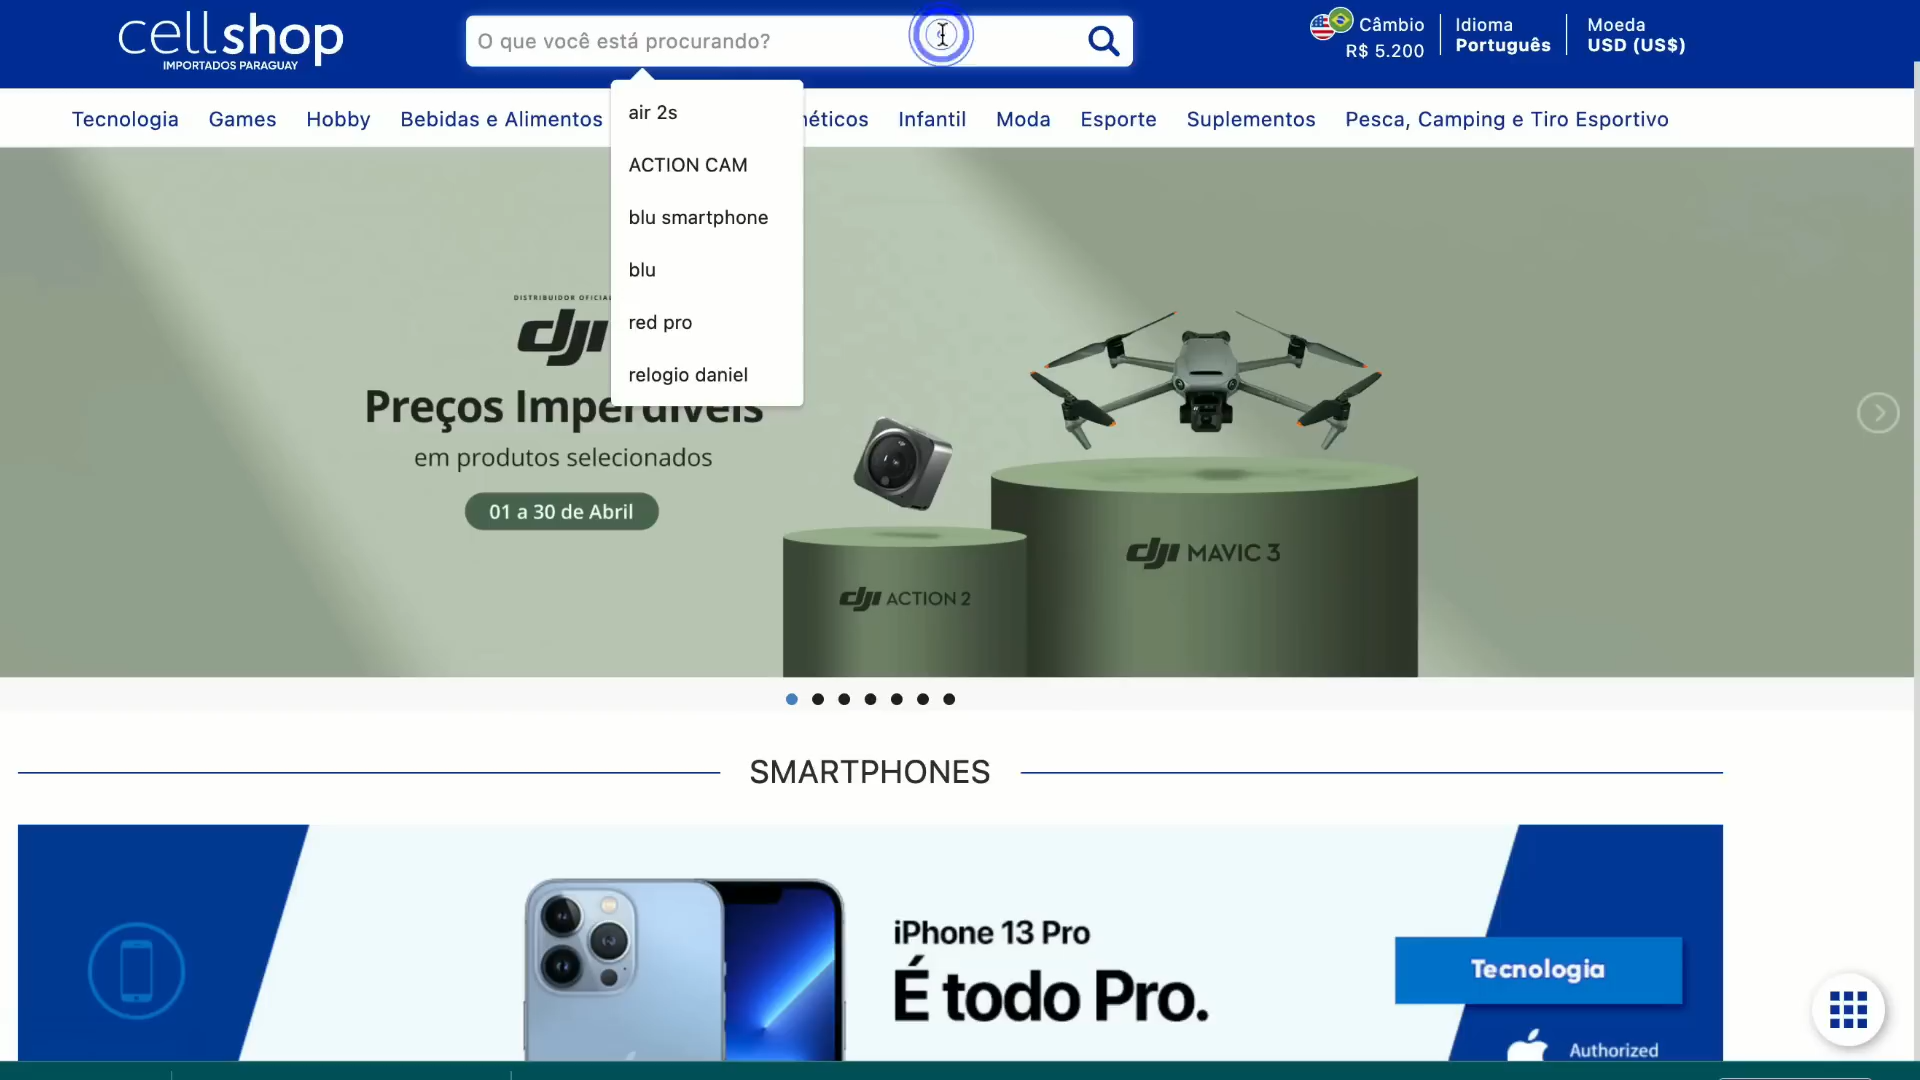 cellshop
IMPORTADOS PARAGUAY
O que você está procurando?
Câmbio
R$ 5.200
Idioma
Português
Moeda
USD (US$)
Tecnologia Games Hobby Bebidas e Alimentos Infantil Moda Esporte Suplementos Pesca, Camping e Tiro Esportivo
air 2s
ACTION CAM
blu smartphone
blu
red pro
relogio daniel
DISTRIBUIDOR OFICIAL
dji
Preços Imperdíveis
em produtos selecionados
01 a 30 de Abril
dji ACTION 2
dji MAVIC 3
SMARTPHONES
iPhone 13 Pro
É todo Pro.
Tecnologia
Authorized